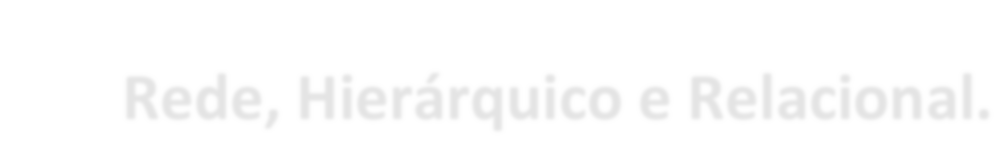 Rede, Hierárquico e Relacional.